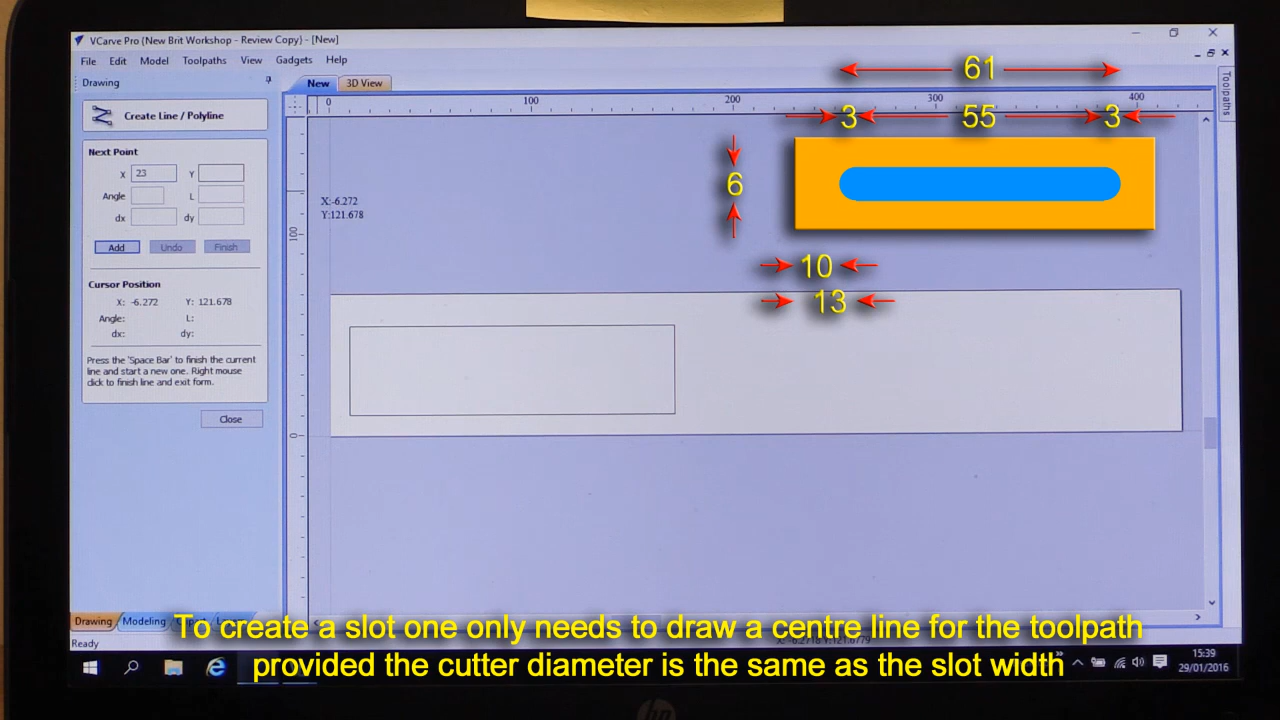 VCarve Pro {New Brit Workshop - Review Copy} - [New]
File Edit Model Toolpaths View Gadgets Help
Drawing
New 3D View
Toolpaths
Create Line / Polyline
0 100 200 300 400
61
3 55 3
6
10
13
Next Point
X 23 Y
Angle L
dx dy
Add Undo Finish
X:-6.272
Y:121.678
100
0
Cursor Position
X: -6.272 Y: 121.678
Angle: L:
dx: dy:
Press the 'Space Bar' to finish the current
line and start a new one. Right mouse
click to finish line and exit form.
Close
Drawing Modeling
To create a slot one only needs to draw a centre line for the toolpath
provided the cutter diameter is the same as the slot width
Ready
15:39
29/01/2016
hp